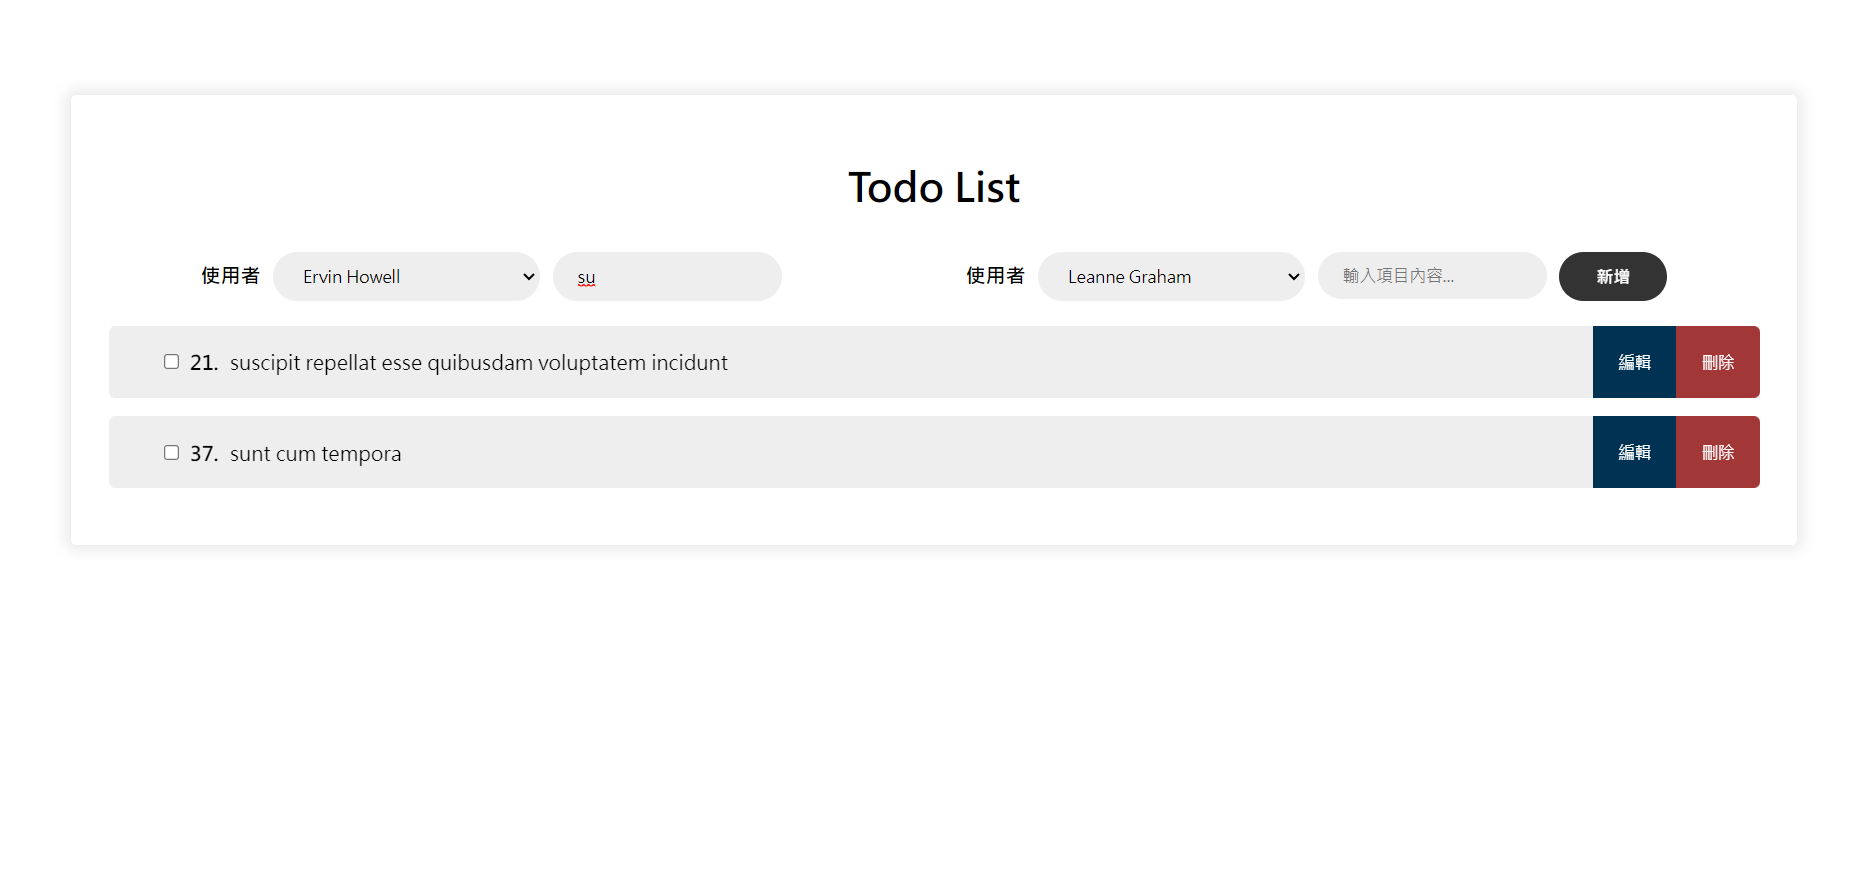 Todo List
使用者 Ervin Howell su 使用者 Leanne Graham 輸入項目內容... 新增
21. suscipit repellat esse quibusdam voluptatem incidunt 編輯 刪除
37. sunt cum tempora 編輯 刪除